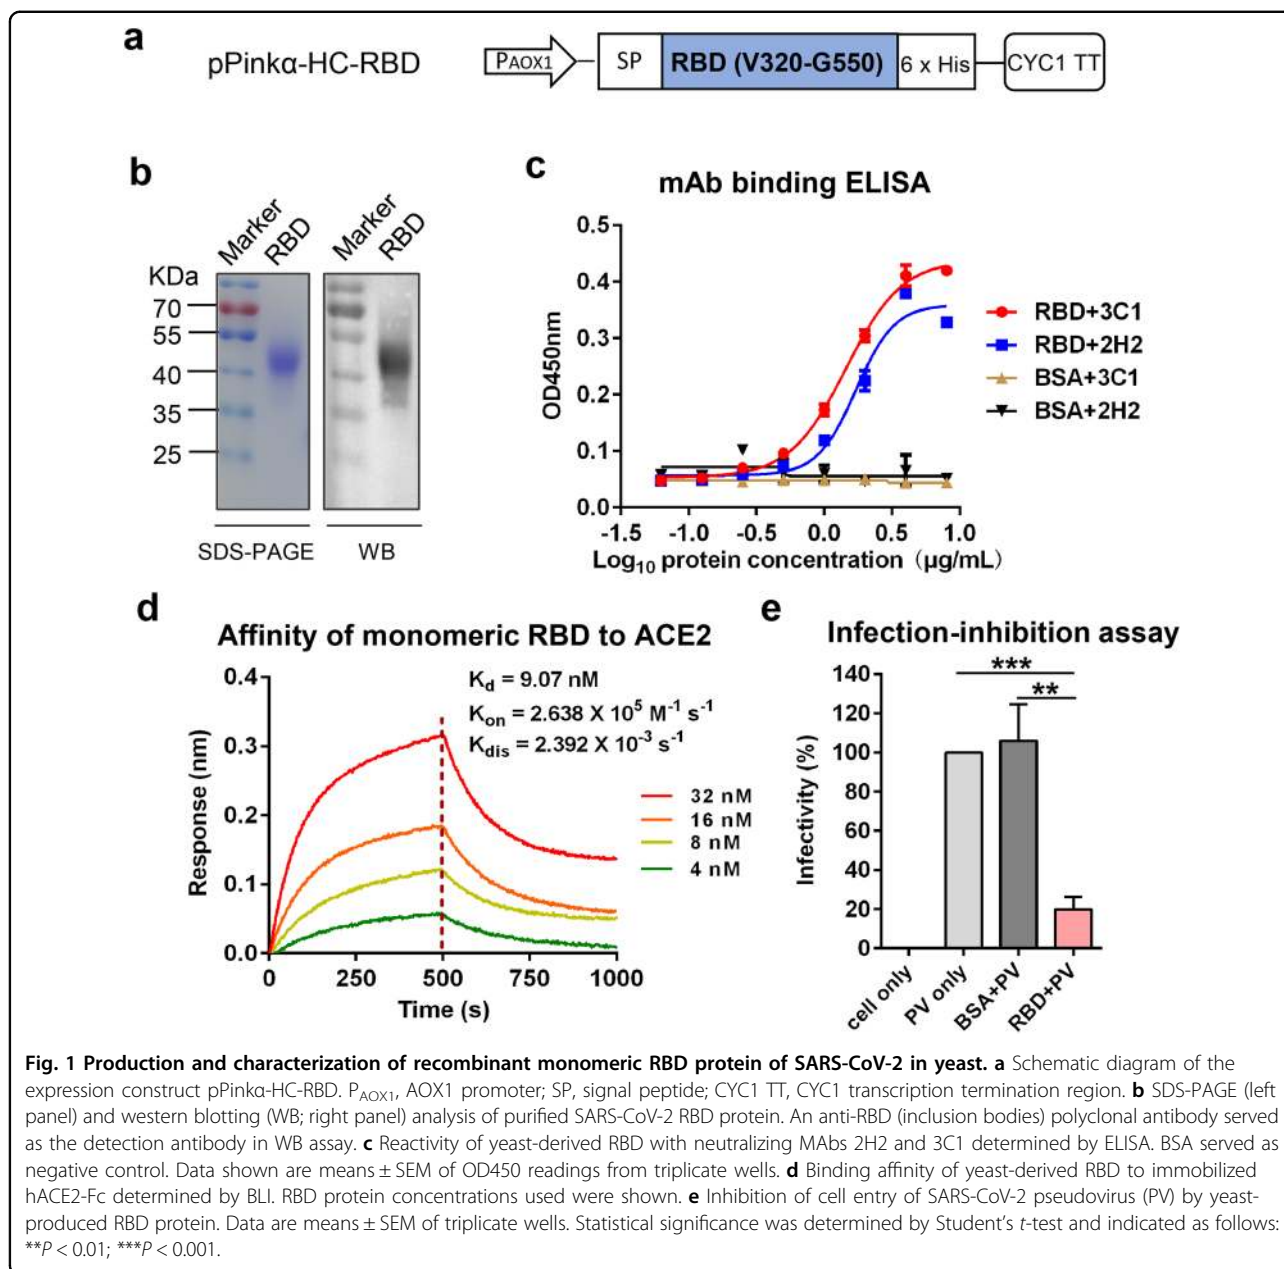 a
pPinkα-HC-RBD
PAOX1
SP
RBD (V320-G550)
6 x His
CYC1 TT
b
Marker
RBD
Marker
RBD
KDa
70
55
40
35
25
SDS-PAGE
WB
c
mAb binding ELISA
OD450nm
0.5
0.4
0.3
0.2
0.1
0.0
-1.5 -1.0 -0.5 0.0 0.5 1.0
Log10 protein concentration (μg/mL)
RBD+3C1
RBD+2H2
BSA+3C1
BSA+2H2
d
Affinity of monomeric RBD to ACE2
Kd = 9.07 nM
Kon = 2.638 X 10^5 M^-1 s^-1
Kdis = 2.392 X 10^-3 s^-1
Response (nm)
0.4
0.3
0.2
0.1
0.0
0 250 500 750 1000
Time (s)
32 nM
16 nM
8 nM
4 nM
e
Infection-inhibition assay
Infectivity (%)
140
120
100
80
60
40
20
0
***
**
cell only
PV only
BSA+PV
RBD+PV
Fig. 1 Production and characterization of recombinant monomeric RBD protein of SARS-CoV-2 in yeast. a Schematic diagram of the
expression construct pPinkα-HC-RBD. PAOX1, AOX1 promoter; SP, signal peptide; CYC1 TT, CYC1 transcription termination region. b SDS-PAGE (left
panel) and western blotting (WB; right panel) analysis of purified SARS-CoV-2 RBD protein. An anti-RBD (inclusion bodies) polyclonal antibody served
as the detection antibody in WB assay. c Reactivity of yeast-derived RBD with neutralizing MAbs 2H2 and 3C1 determined by ELISA. BSA served as
negative control. Data shown are means ± SEM of OD450 readings from triplicate wells. d Binding affinity of yeast-derived RBD to immobilized
hACE2-Fc determined by BLI. RBD protein concentrations used were shown. e Inhibition of cell entry of SARS-CoV-2 pseudovirus (PV) by yeast-
produced RBD protein. Data are means ± SEM of triplicate wells. Statistical significance was determined by Student's t-test and indicated as follows:
**P < 0.01; ***P < 0.001.